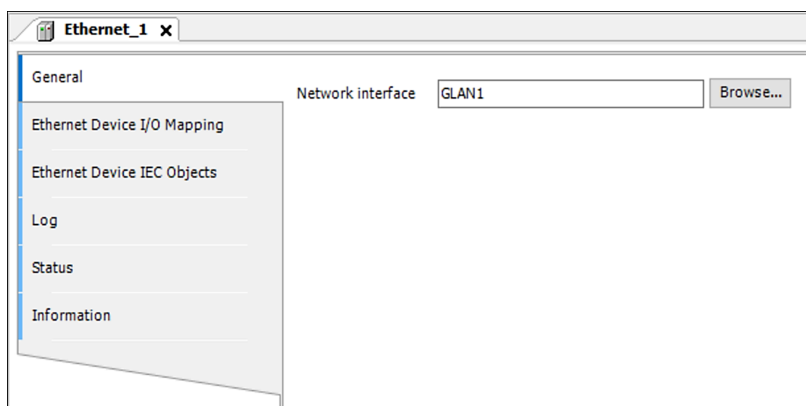 Ethernet_1 x
General
Network interface GLAN1 Browse...
Ethernet Device I/O Mapping
Ethernet Device IEC Objects
Log
Status
Information